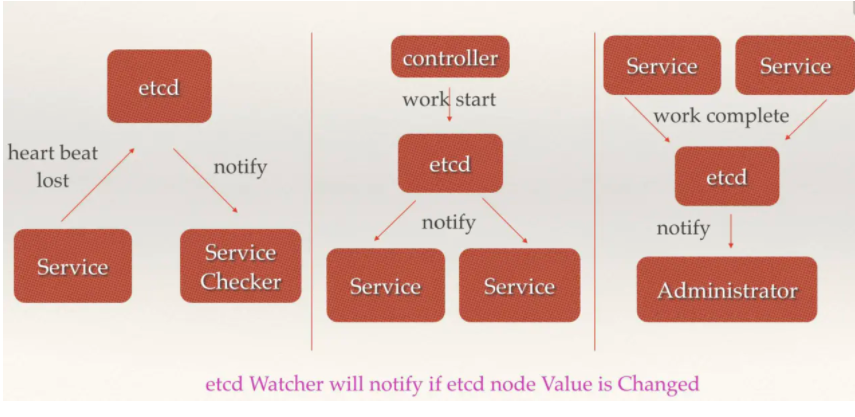 etcd
heart beat
lost
notify
Service
Service
Checker
controller
work start
etcd
notify
Service
Service
Service
Service
work complete
etcd
notify
Administrator
etcd Watcher will notify if etcd node Value is Changed